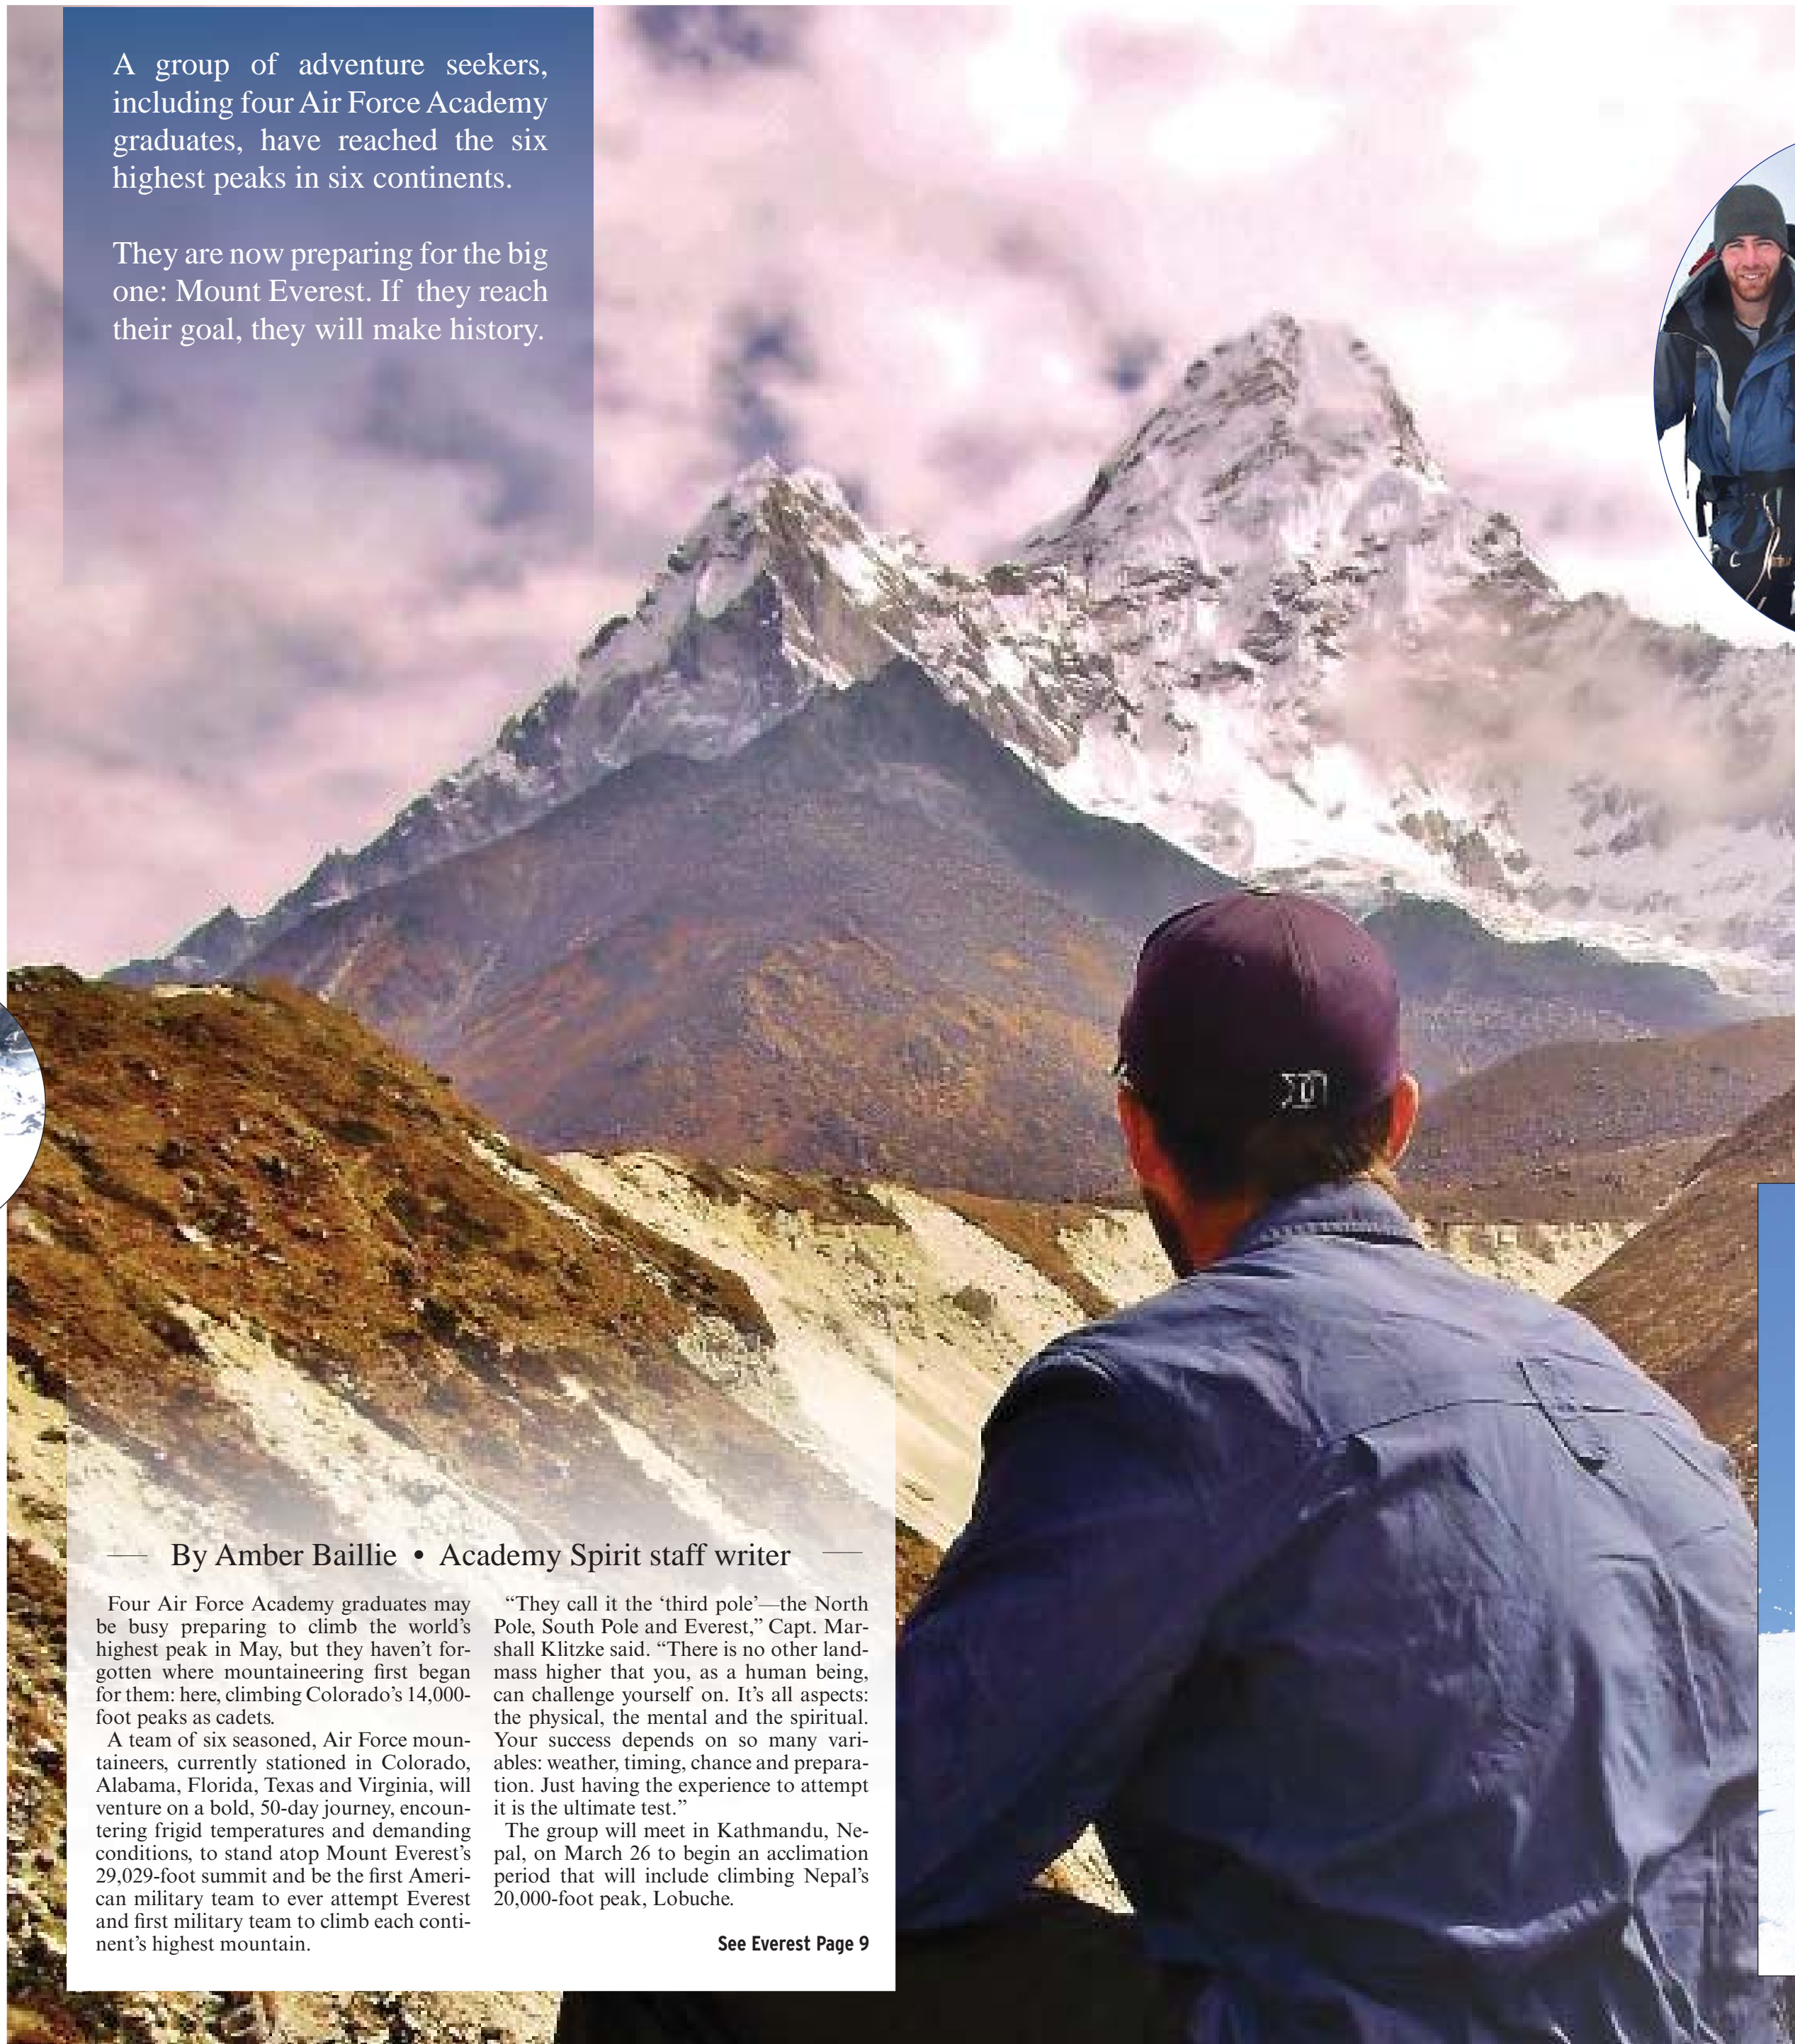 A group of adventure seekers,
including four Air Force Academy
graduates, have reached the six
highest peaks in six continents.
They are now preparing for the big
one: Mount Everest. If they reach
their goal, they will make history.
By Amber Baillie • Academy Spirit staff writer
Four Air Force Academy graduates may
be busy preparing to climb the world’s
highest peak in May, but they haven’t for-
gotten where mountaineering first began
for them: here, climbing Colorado’s 14,000-
foot peaks as cadets.
A team of six seasoned, Air Force moun-
taineers, currently stationed in Colorado,
Alabama, Florida, Texas and Virginia, will
venture on a bold, 50-day journey, encoun-
tering frigid temperatures and demanding
conditions, to stand atop Mount Everest’s
29,029-foot summit and be the first Ameri-
can military team to ever attempt Everest
and first military team to climb each conti-
nent’s highest mountain.
“They call it the ‘third pole’—the North
Pole, South Pole and Everest,” Capt. Mar-
shall Klitzke said. “There is no other land-
mass higher that you, as a human being,
can challenge yourself on. It’s all aspects:
the physical, the mental and the spiritual.
Your success depends on so many vari-
ables: weather, timing, chance and prepara-
tion. Just having the experience to attempt
it is the ultimate test.”
The group will meet in Kathmandu, Ne-
pal, on March 26 to begin an acclimation
period that will include climbing Nepal’s
20,000-foot peak, Lobuche.
See Everest Page 9